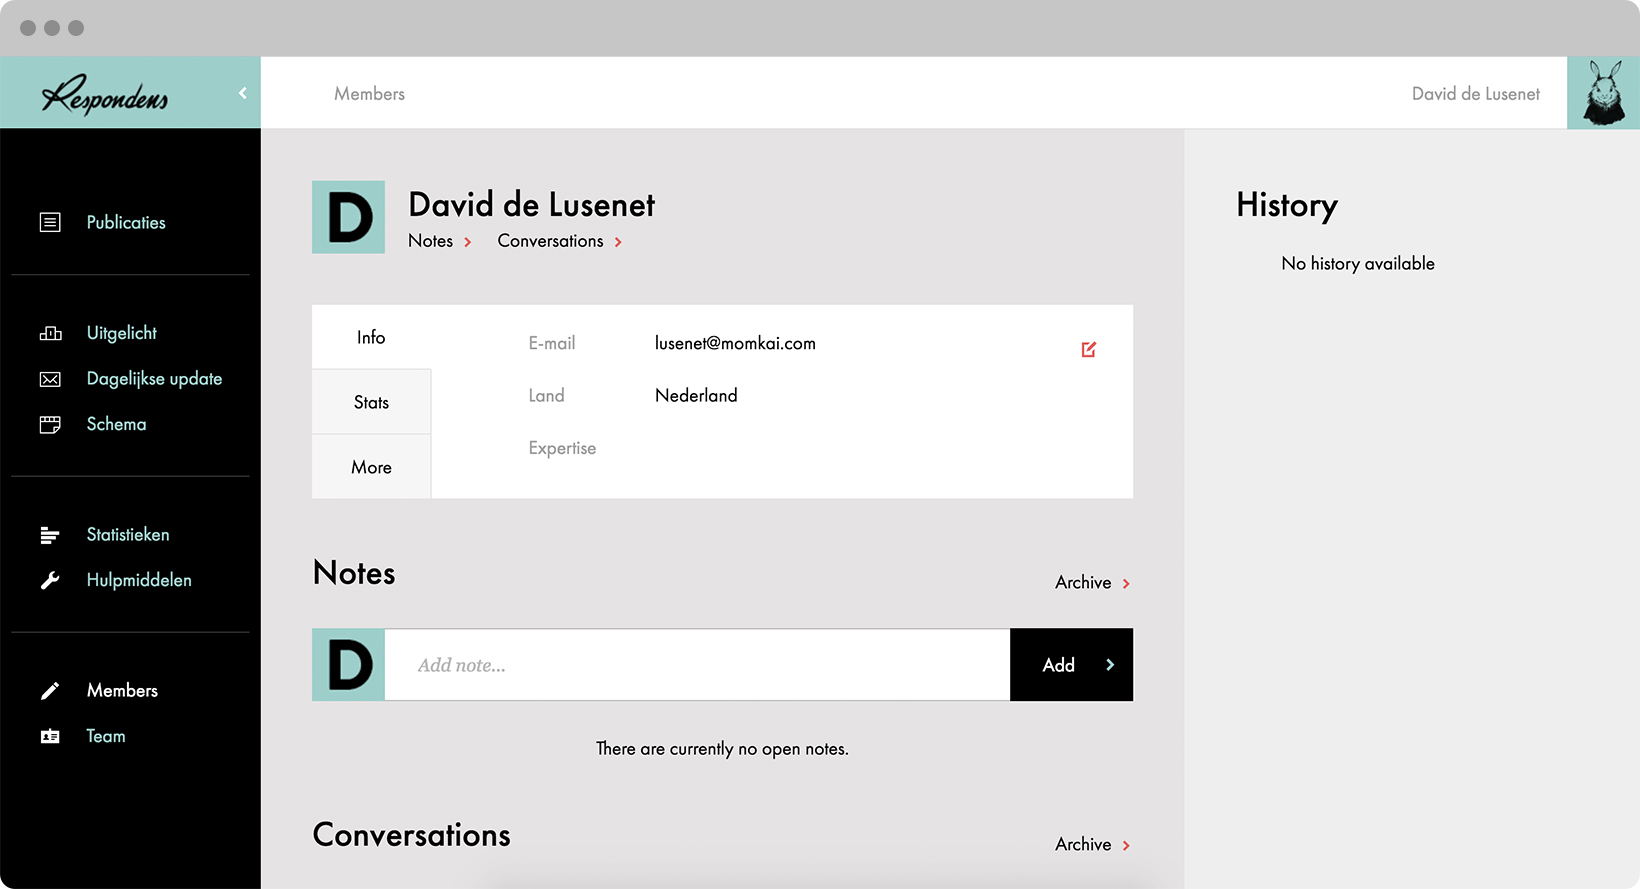 Respondens
Members
David de Lusenet
Publicaties
Uitgelicht
Dagelijkse update
Schema
Statistieken
Hulpmiddelen
Members
Team
D
David de Lusenet
Notes
Conversations
Info
Stats
More
E-mail
lusenet@momkai.com
Land
Nederland
Expertise
Notes
Archive
D
Add note...
Add
There are currently no open notes.
Conversations
Archive
History
No history available